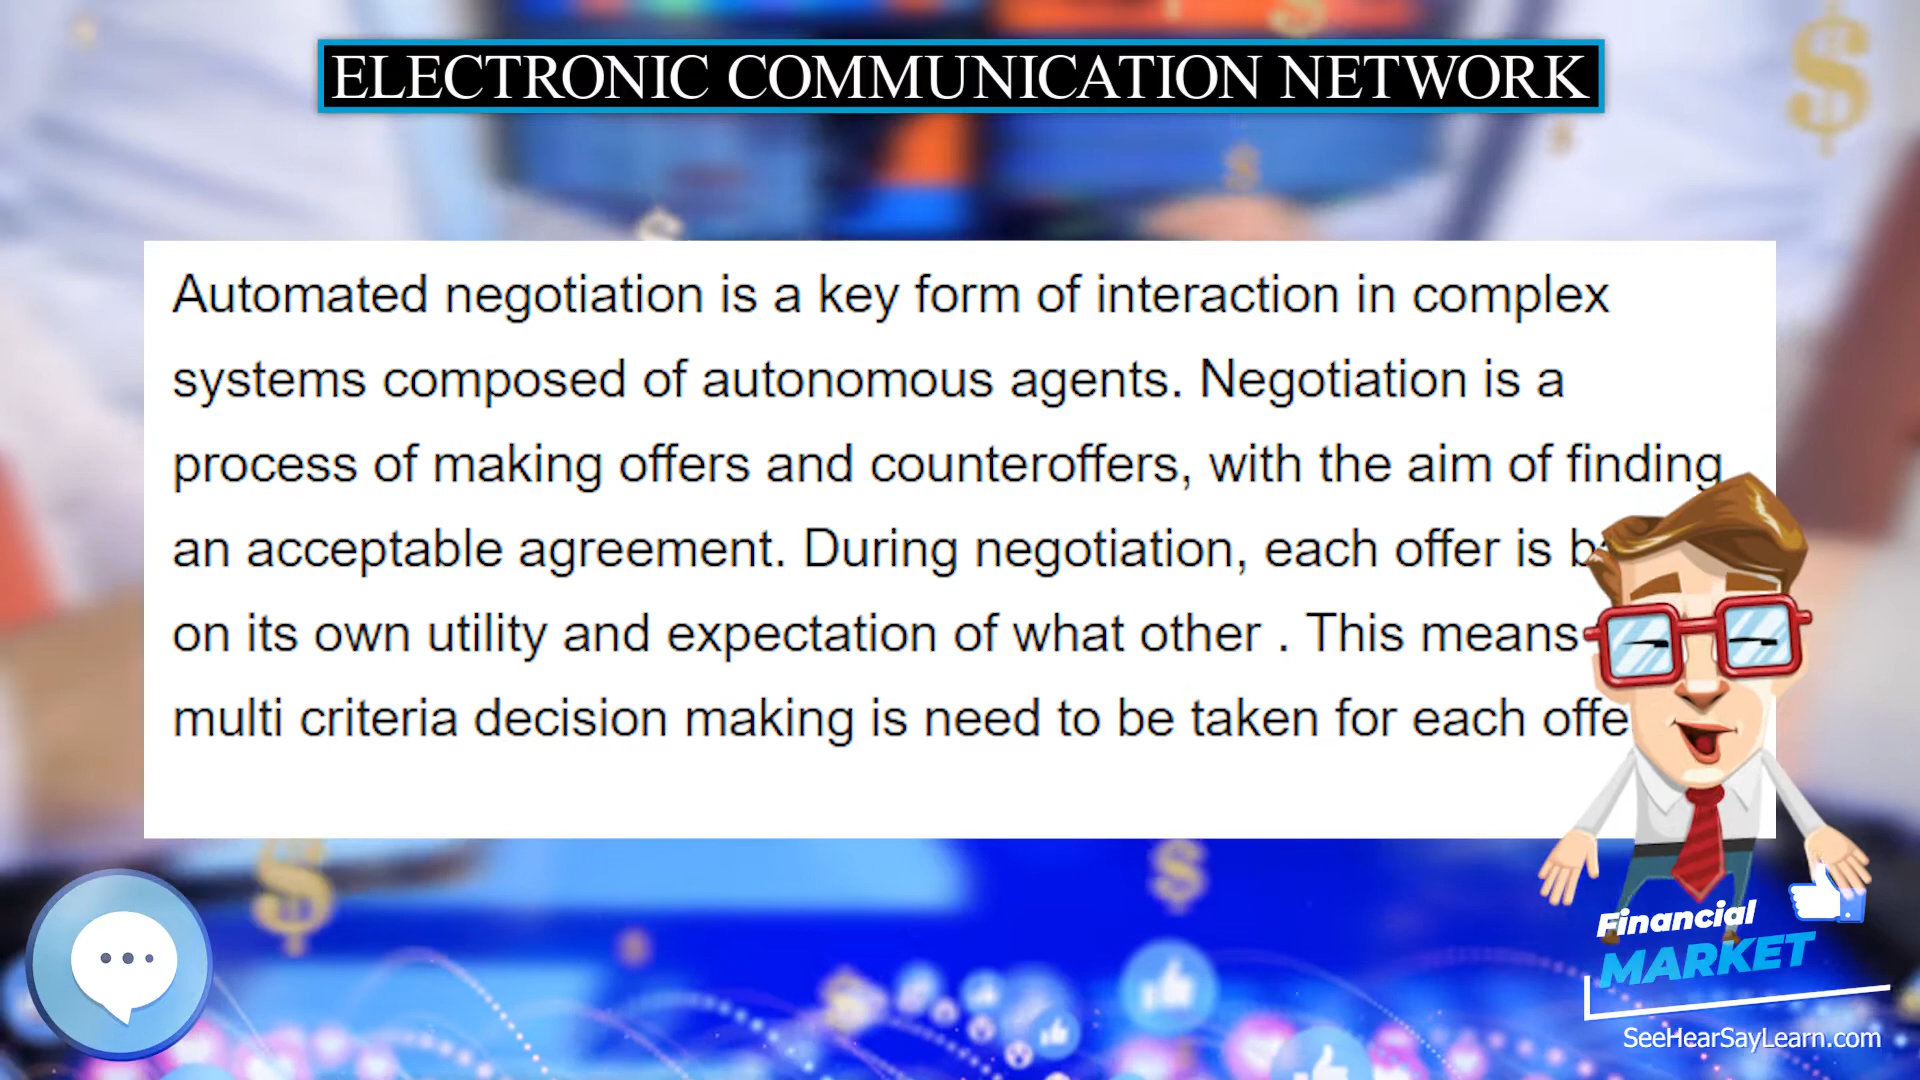 ELECTRONIC COMMUNICATION NETWORK
Automated negotiation is a key form of interaction in complex
systems composed of autonomous agents. Negotiation is a
process of making offers and counteroffers, with the aim of finding
an acceptable agreement. During negotiation, each offer is
on its own utility and expectation of what other . This means
multi criteria decision making is need to be taken for each
Financial
MARKET
SeeHearSayLearn.com